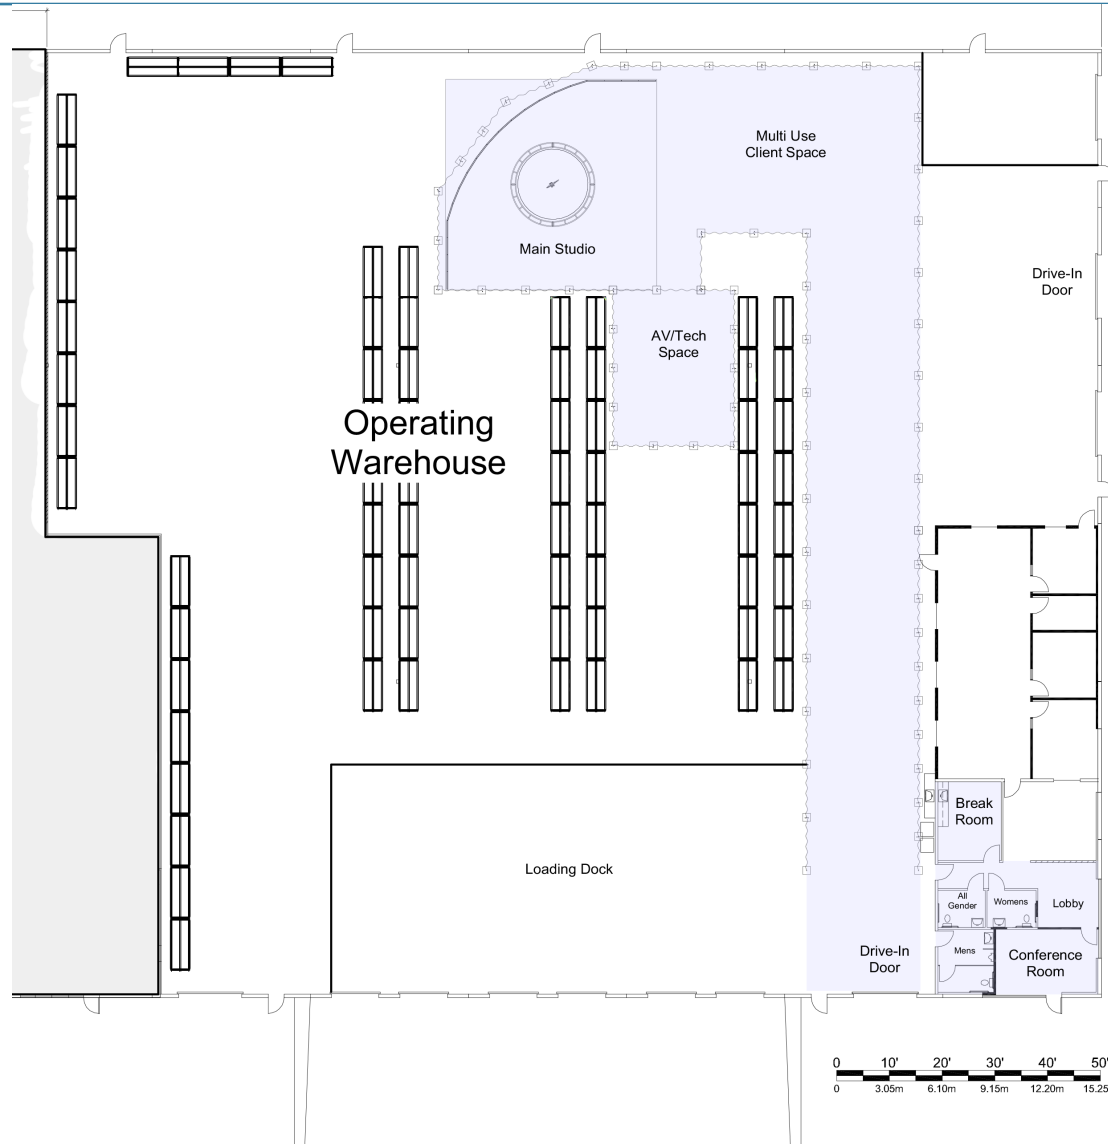 Multi Use
Client Space
Main Studio
Drive-In
Door
AV/Tech
Space
Operating
Warehouse
Break
Room
Loading Dock
All
Gender
Womens
Lobby
Mens
Conference
Room
Drive-In
Door
0 10' 20' 30' 40' 50'
0 3.05m 6.10m 9.15m 12.20m 15.25